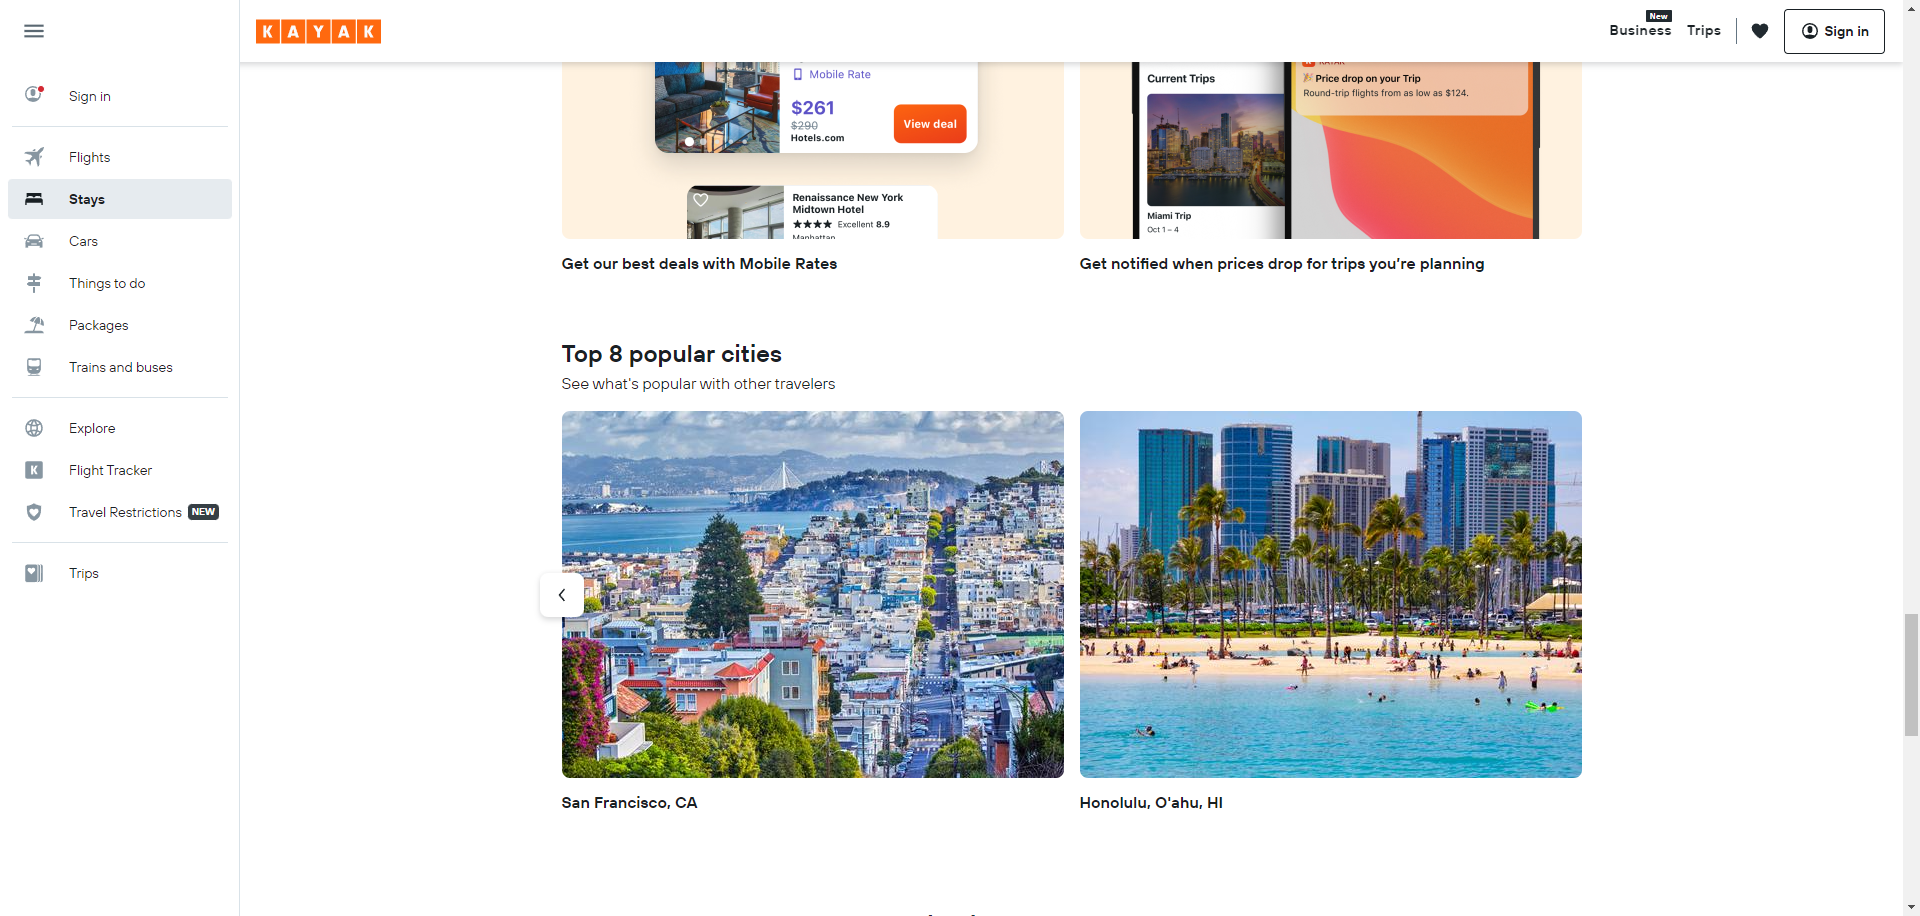 KAYAK
New
Business
Trips
Sign in
Sign in
Flights
Stays
Cars
Things to do
Packages
Trains and buses
Explore
K
Flight Tracker
Travel Restrictions NEW
Trips
Mobile Rate
$261
$290
Hotels.com
View deal
Renaissance New York
Midtown Hotel
Excellent 8.9
Manhattan
Current Trips
Price drop on your Trip
Round-trip flights from as low as $124.
Miami Trip
Oct 1 – 4
Get our best deals with Mobile Rates
Get notified when prices drop for trips you’re planning
Top 8 popular cities
See what's popular with other travelers
San Francisco, CA
Honolulu, O'ahu, HI